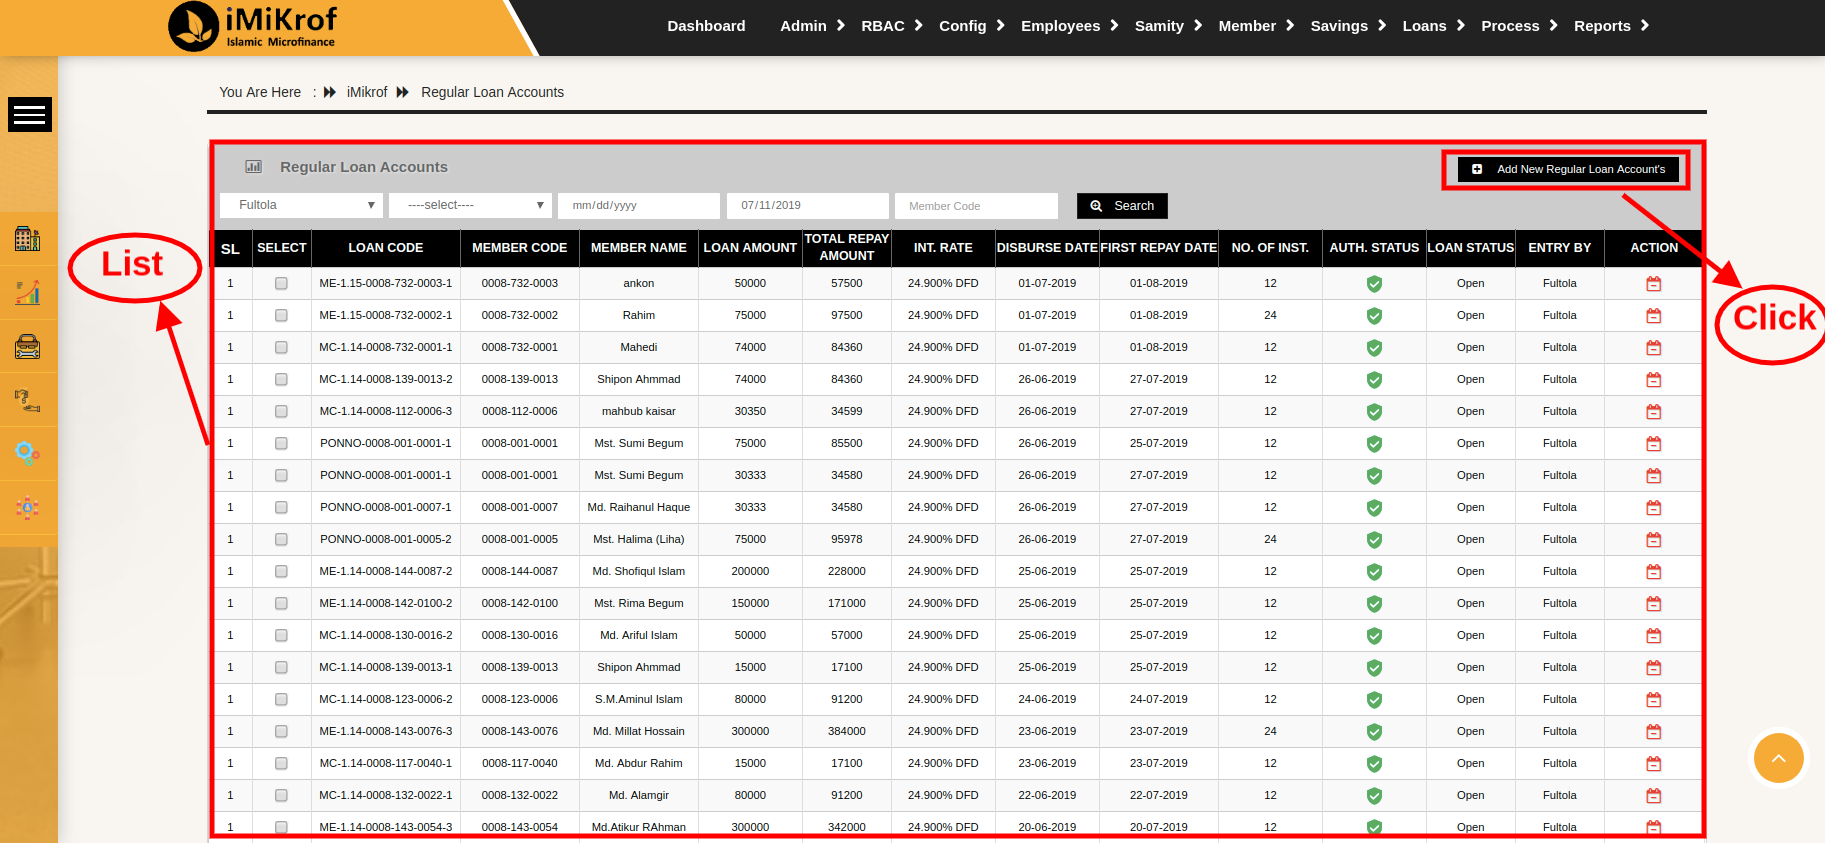 iMiKrof
Islamic Microfinance
Dashboard Admin RBAC Config Employees Samity Member Savings Loans Process Reports
You Are Here : iMikrof Regular Loan Accounts
Regular Loan Accounts
Add New Regular Loan Account's
Fultola ----select---- mm/dd/yyyy 07/11/2019 Member Code Search
List
Click
SL SELECT LOAN CODE MEMBER CODE MEMBER NAME LOAN AMOUNT TOTAL REPAY AMOUNT INT. RATE DISBURSE DATE FIRST REPAY DATE NO. OF INST. AUTH. STATUS LOAN STATUS ENTRY BY ACTION
1 ME-1.15-0008-732-0003-1 0008-732-0003 ankon 50000 57500 24.900% DFD 01-07-2019 01-08-2019 12 Open Fultola
1 ME-1.15-0008-732-0002-1 0008-732-0002 Rahim 75000 97500 24.900% DFD 01-07-2019 01-08-2019 24 Open Fultola
1 MC-1.14-0008-732-0001-1 0008-732-0001 Mahedi 74000 84360 24.900% DFD 01-07-2019 01-08-2019 12 Open Fultola
1 MC-1.14-0008-139-0013-2 0008-139-0013 Shipon Ahmmad 74000 84360 24.900% DFD 26-06-2019 27-07-2019 12 Open Fultola
1 MC-1.14-0008-112-0006-3 0008-112-0006 mahbub kaisar 30350 34599 24.900% DFD 26-06-2019 27-07-2019 12 Open Fultola
1 PONNO-0008-001-0001-1 0008-001-0001 Mst. Sumi Begum 75000 85500 24.900% DFD 26-06-2019 25-07-2019 12 Open Fultola
1 PONNO-0008-001-0001-1 0008-001-0001 Mst. Sumi Begum 30333 34580 24.900% DFD 26-06-2019 27-07-2019 12 Open Fultola
1 PONNO-0008-001-0007-1 0008-001-0007 Md. Raihanul Haque 30333 34580 24.900% DFD 26-06-2019 27-07-2019 12 Open Fultola
1 PONNO-0008-001-0005-2 0008-001-0005 Mst. Halima (Liha) 75000 95978 24.900% DFD 26-06-2019 27-07-2019 24 Open Fultola
1 ME-1.14-0008-144-0087-2 0008-144-0087 Md. Shofiqul Islam 200000 228000 24.900% DFD 25-06-2019 25-07-2019 12 Open Fultola
1 ME-1.14-0008-142-0100-2 0008-142-0100 Mst. Rima Begum 150000 171000 24.900% DFD 25-06-2019 25-07-2019 12 Open Fultola
1 MC-1.14-0008-130-0016-2 0008-130-0016 Md. Ariful Islam 50000 57000 24.900% DFD 25-06-2019 25-07-2019 12 Open Fultola
1 MC-1.14-0008-139-0013-1 0008-139-0013 Shipon Ahmmad 15000 17100 24.900% DFD 25-06-2019 25-07-2019 12 Open Fultola
1 MC-1.14-0008-123-0006-2 0008-123-0006 S.M.Aminul Islam 80000 91200 24.900% DFD 24-06-2019 24-07-2019 12 Open Fultola
1 ME-1.14-0008-143-0076-3 0008-143-0076 Md. Millat Hossain 300000 384000 24.900% DFD 23-06-2019 23-07-2019 24 Open Fultola
1 MC-1.14-0008-117-0040-1 0008-117-0040 Md. Abdur Rahim 15000 17100 24.900% DFD 23-06-2019 23-07-2019 12 Open Fultola
1 MC-1.14-0008-132-0022-1 0008-132-0022 Md. Alamgir 80000 91200 24.900% DFD 22-06-2019 22-07-2019 12 Open Fultola
1 ME-1.14-0008-143-0054-3 0008-143-0054 Md.Atikur RAhman 300000 342000 24.900% DFD 20-06-2019 20-07-2019 12 Open Fultola